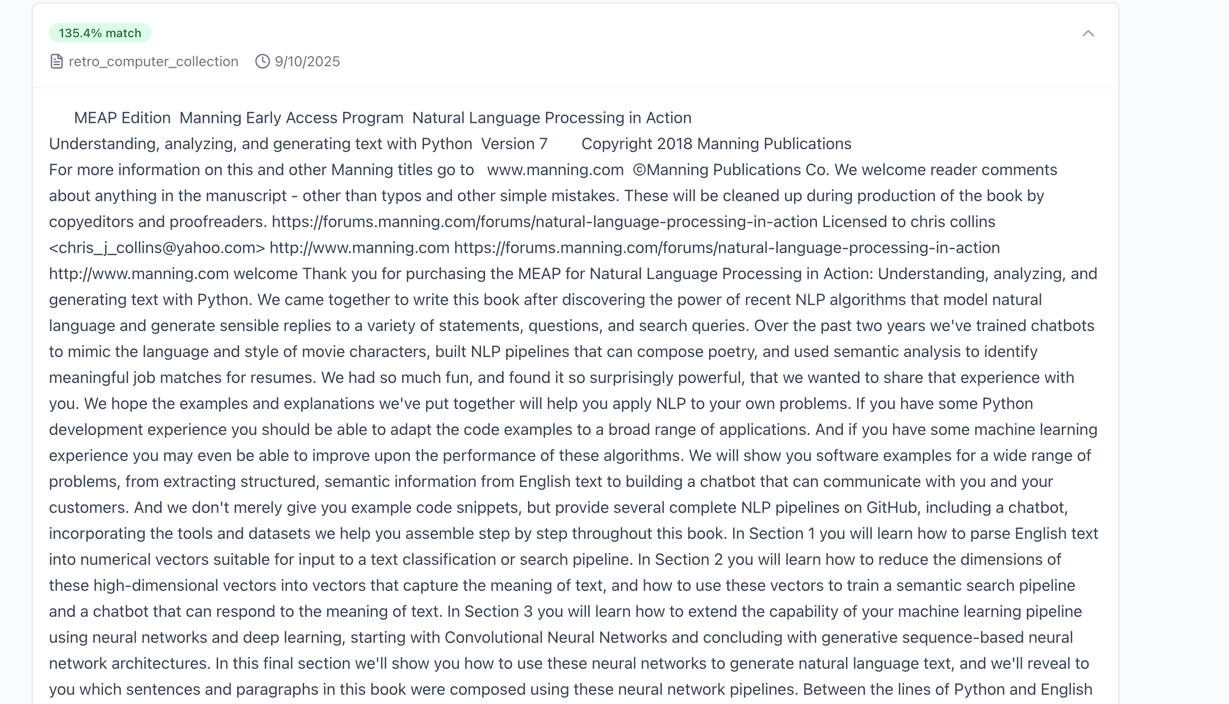 135.4% match
retro_computer_collection 9/10/2025
MEAP Edition Manning Early Access Program Natural Language Processing in Action
Understanding, analyzing, and generating text with Python Version 7 Copyright 2018 Manning Publications
For more information on this and other Manning titles go to www.manning.com ©Manning Publications Co. We welcome reader comments
about anything in the manuscript - other than typos and other simple mistakes. These will be cleaned up during production of the book by
copyeditors and proofreaders. https://forums.manning.com/forums/natural-language-processing-in-action Licensed to chris collins
<chris_j_collins@yahoo.com> http://www.manning.com https://forums.manning.com/forums/natural-language-processing-in-action
http://www.manning.com welcome Thank you for purchasing the MEAP for Natural Language Processing in Action: Understanding, analyzing, and
generating text with Python. We came together to write this book after discovering the power of recent NLP algorithms that model natural
language and generate sensible replies to a variety of statements, questions, and search queries. Over the past two years we've trained chatbots
to mimic the language and style of movie characters, built NLP pipelines that can compose poetry, and used semantic analysis to identify
meaningful job matches for resumes. We had so much fun, and found it so surprisingly powerful, that we wanted to share that experience with
you. We hope the examples and explanations we've put together will help you apply NLP to your own problems. If you have some Python
development experience you should be able to adapt the code examples to a broad range of applications. And if you have some machine learning
experience you may even be able to improve upon the performance of these algorithms. We will show you software examples for a wide range of
problems, from extracting structured, semantic information from English text to building a chatbot that can communicate with you and your
customers. And we don't merely give you example code snippets, but provide several complete NLP pipelines on GitHub, including a chatbot,
incorporating the tools and datasets we help you assemble step by step throughout this book. In Section 1 you will learn how to parse English text
into numerical vectors suitable for input to a text classification or search pipeline. In Section 2 you will learn how to reduce the dimensions of
these high-dimensional vectors into vectors that capture the meaning of text, and how to use these vectors to train a semantic search pipeline
and a chatbot that can respond to the meaning of text. In Section 3 you will learn how to extend the capability of your machine learning pipeline
using neural networks and deep learning, starting with Convolutional Neural Networks and concluding with generative sequence-based neural
network architectures. In this final section we'll show you how to use these neural networks to generate natural language text, and we'll reveal to
you which sentences and paragraphs in this book were composed using these neural network pipelines. Between the lines of Python and English